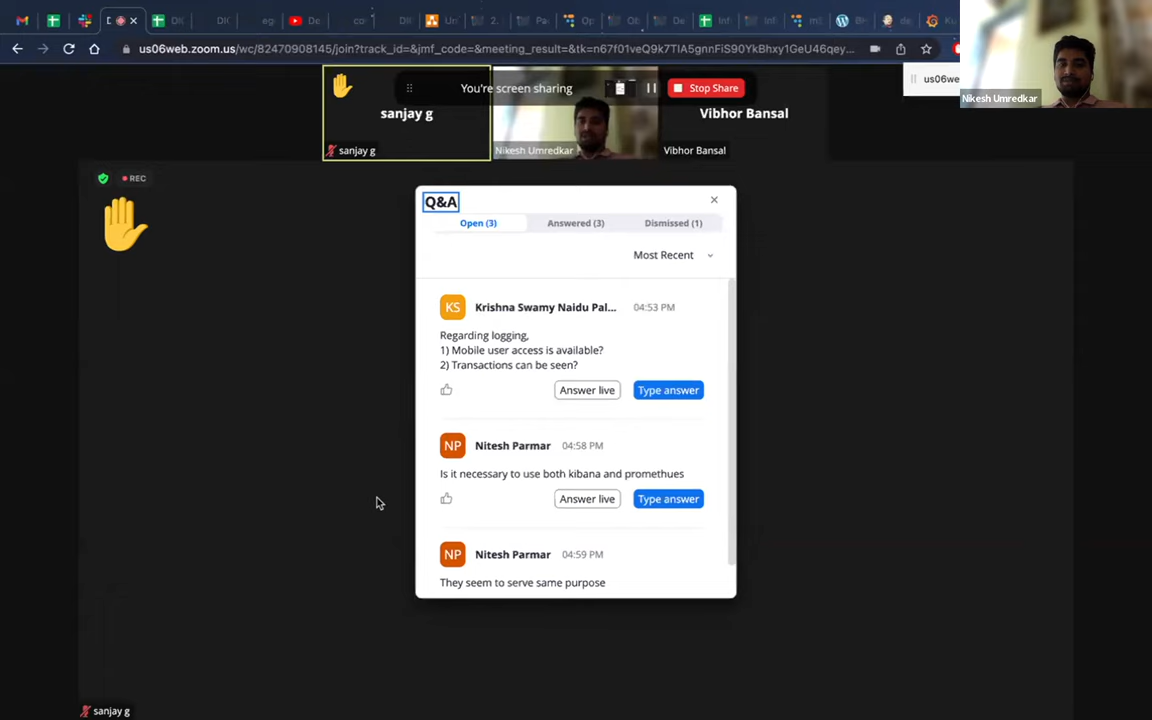 us06web.zoom.us/wc/82470908145/join?track_id=&jmf_code=&meeting_result=&tk=n67f01veQ9k7TIA5gnnFiS90YkBhxy1GeU46qey...
us06we
Nikesh Umredkar
You're screen sharing
Stop Share
sanjay g
Vibhor Bansal
sanjay g
Nikesh Umredkar
Vibhor Bansal
REC
Q&A
Open (3)
Answered (3)
Dismissed (1)
Most Recent
KS
Krishna Swamy Naidu Pal...
04:53 PM
Regarding logging,
1) Mobile user access is available?
2) Transactions can be seen?
Answer live
Type answer
NP
Nitesh Parmar
04:58 PM
Is it necessary to use both kibana and promethues
Answer live
Type answer
NP
Nitesh Parmar
04:59 PM
They seem to serve same purpose
sanjay g